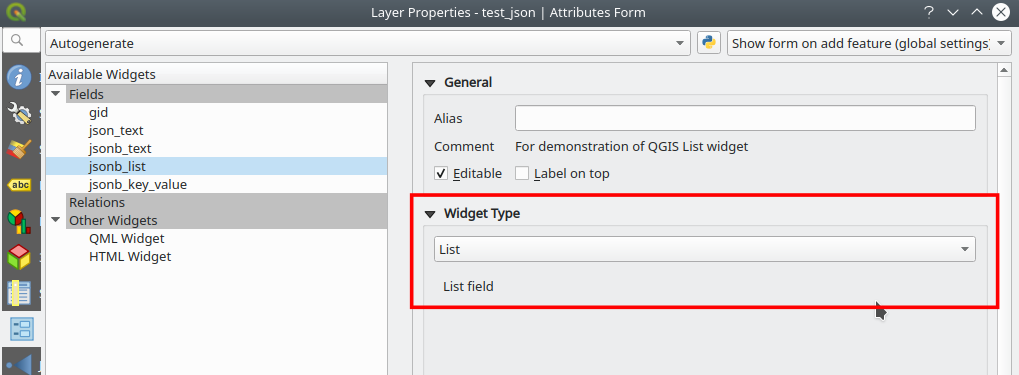 Layer Properties - test_json | Attributes Form
Autogenerate
Show form on add feature (global settings)
Available Widgets
Fields
gid
json_text
jsonb_text
jsonb_list
jsonb_key_value
Relations
Other Widgets
QML Widget
HTML Widget
General
Alias
Comment For demonstration of QGIS List widget
Editable Label on top
Widget Type
List
List field
abc